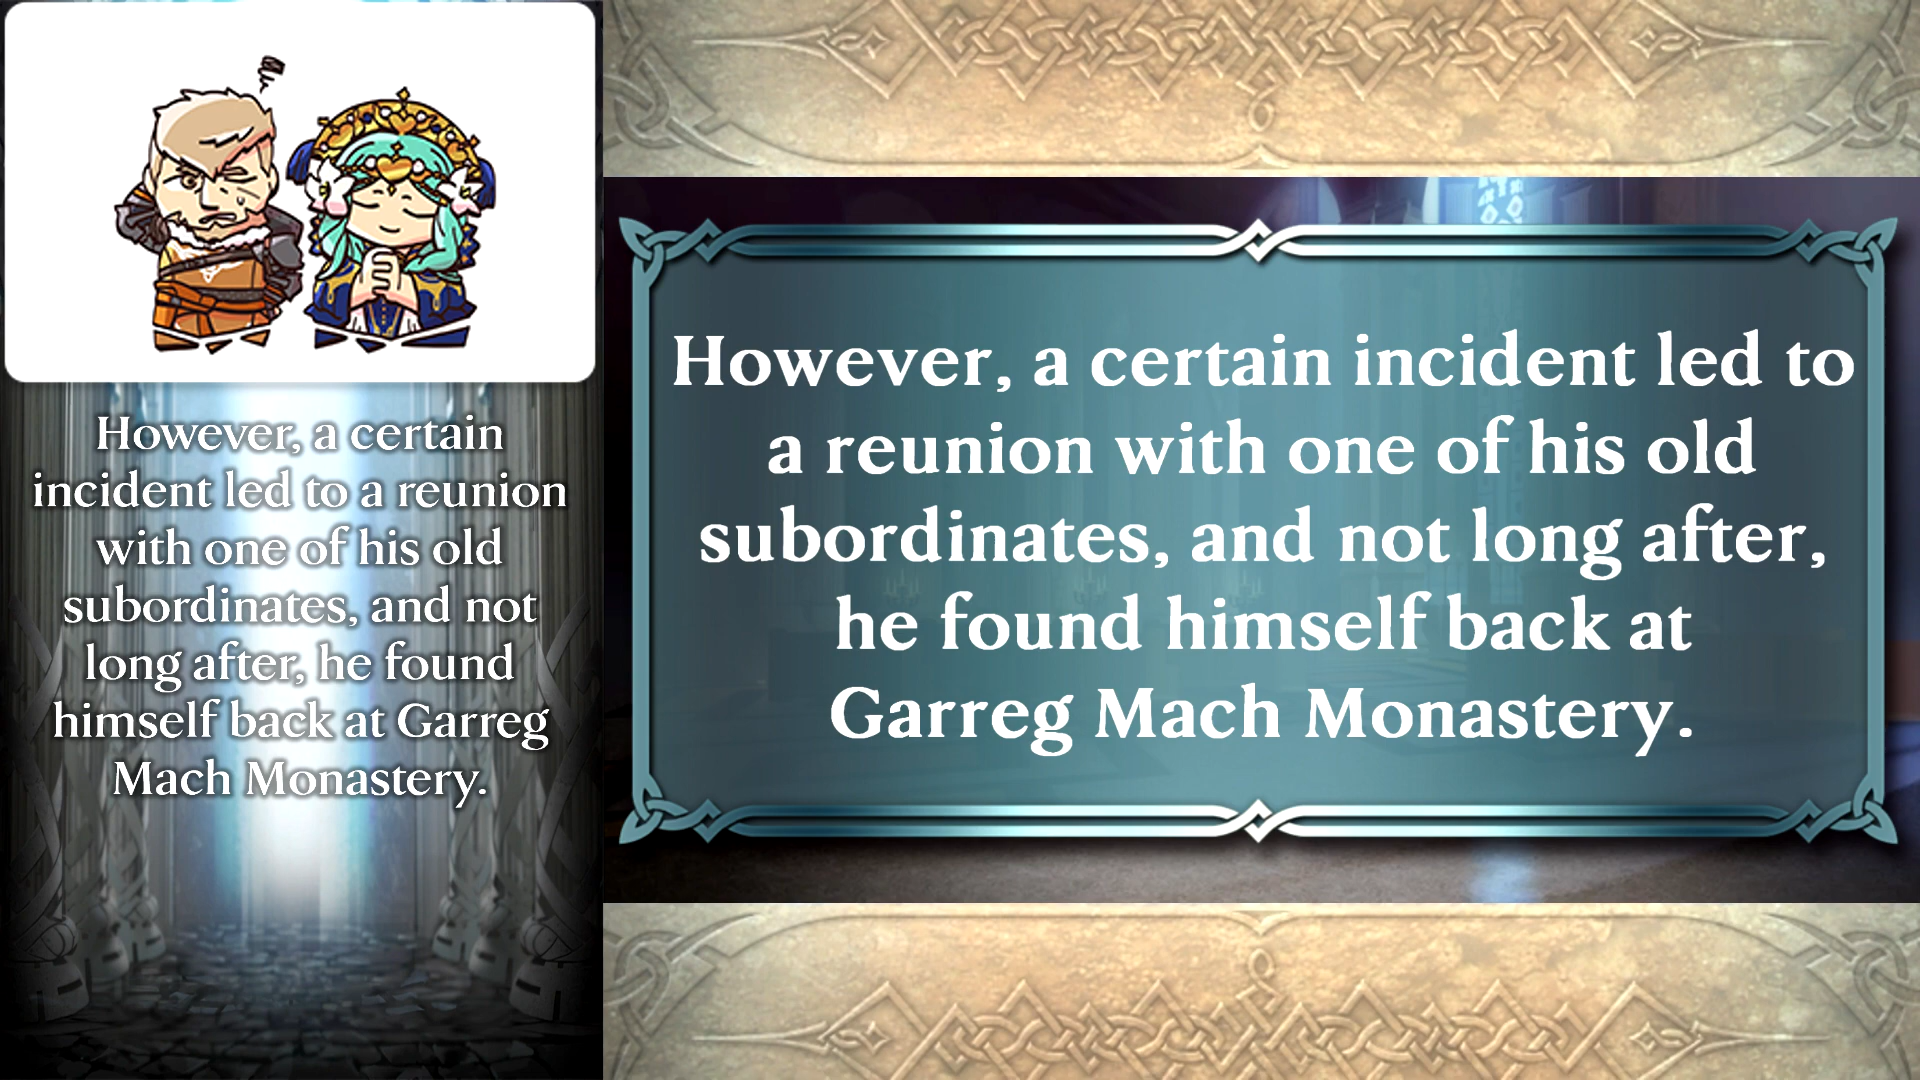 However, a certain
incident led to a reunion
with one of his old
subordinates, and not
long after, he found
himself back at Garreg
Mach Monastery.
However, a certain incident led to
a reunion with one of his old
subordinates, and not long after,
he found himself back at
Garreg Mach Monastery.